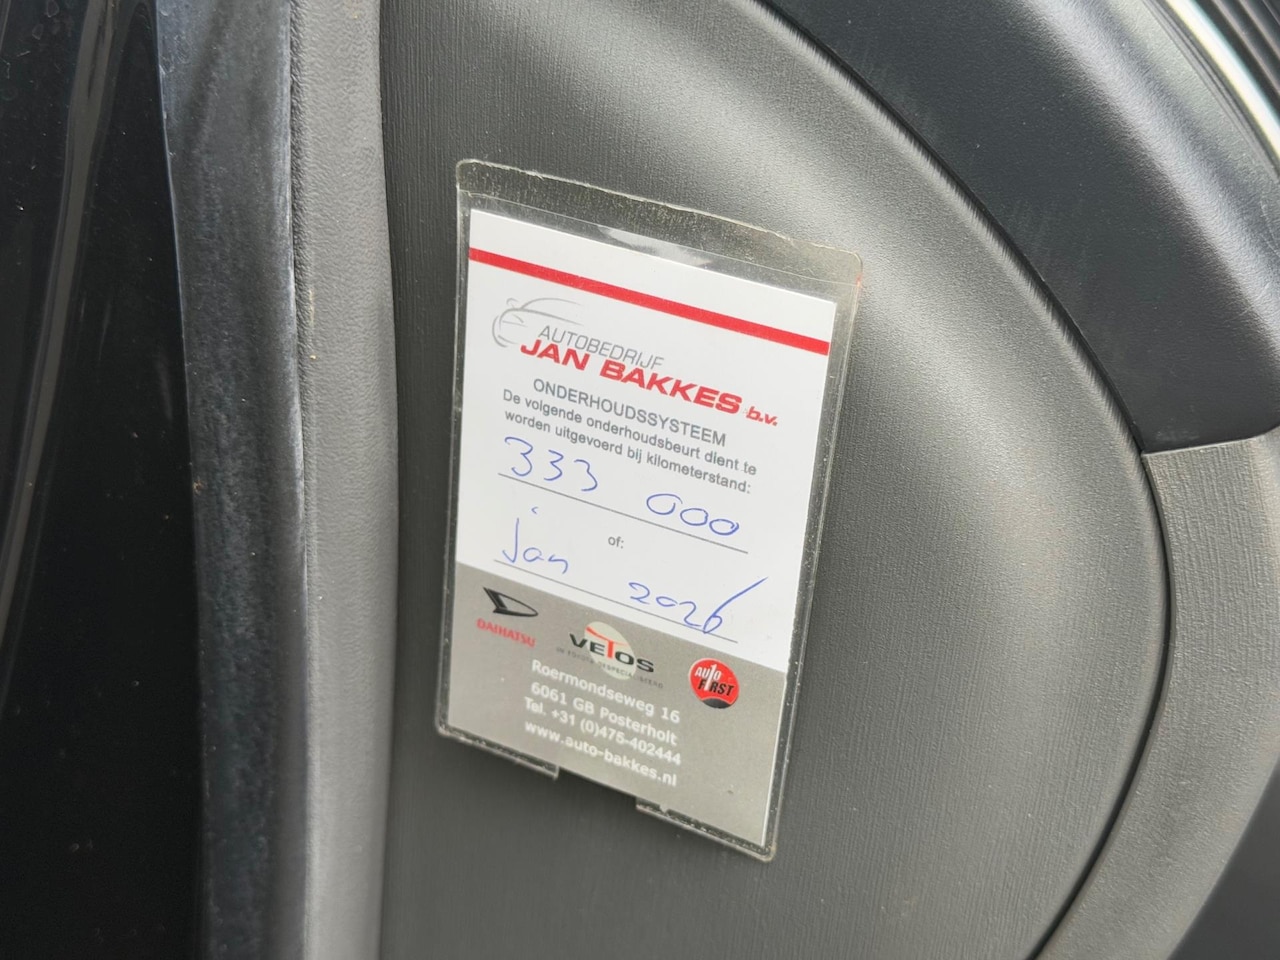 AUTOBEDRIJF
JAN BAKKES b.v.
ONDERHOUDSSYSTEEM
De volgende onderhoudsbeurt dient te
worden uitgevoerd bij kilometerstand:
333 000
of:
jan 2026
DAIHATSU
VETOS
AUTO
FIRST
Roermondseweg 16
6061 GB Posterholt
Tel. +31 (0)475-402444
www.auto-bakkes.nl